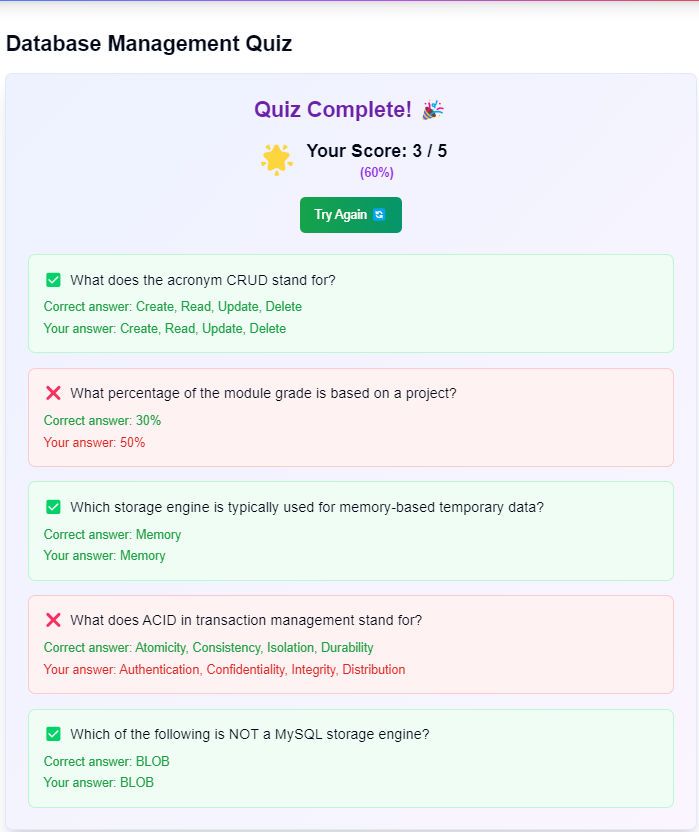 Database Management Quiz
Quiz Complete! 🎉
Your Score: 3 / 5
(60%)
Try Again 🔄
What does the acronym CRUD stand for?
Correct answer: Create, Read, Update, Delete
Your answer: Create, Read, Update, Delete
What percentage of the module grade is based on a project?
Correct answer: 30%
Your answer: 50%
Which storage engine is typically used for memory-based temporary data?
Correct answer: Memory
Your answer: Memory
What does ACID in transaction management stand for?
Correct answer: Atomicity, Consistency, Isolation, Durability
Your answer: Authentication, Confidentiality, Integrity, Distribution
Which of the following is NOT a MySQL storage engine?
Correct answer: BLOB
Your answer: BLOB